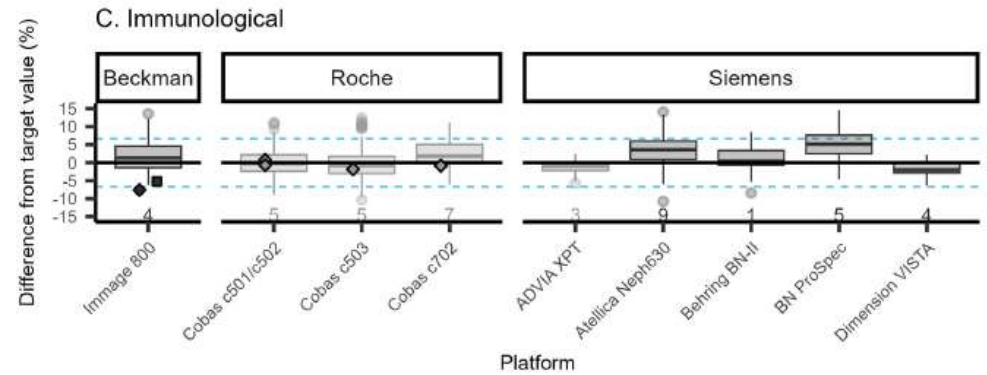 C. Immunological
Difference from target value (%)
Beckman
Roche
Siemens
15
10
5
0
-5
-10
-15
4
5
5
7
3
9
1
5
4
Immage 800
Cobas c501/c502
Cobas c503
Cobas c702
ADVIA XPT
Atellica Neph630
Behring BN-II
BN ProSpec
Dimension VISTA
Platform